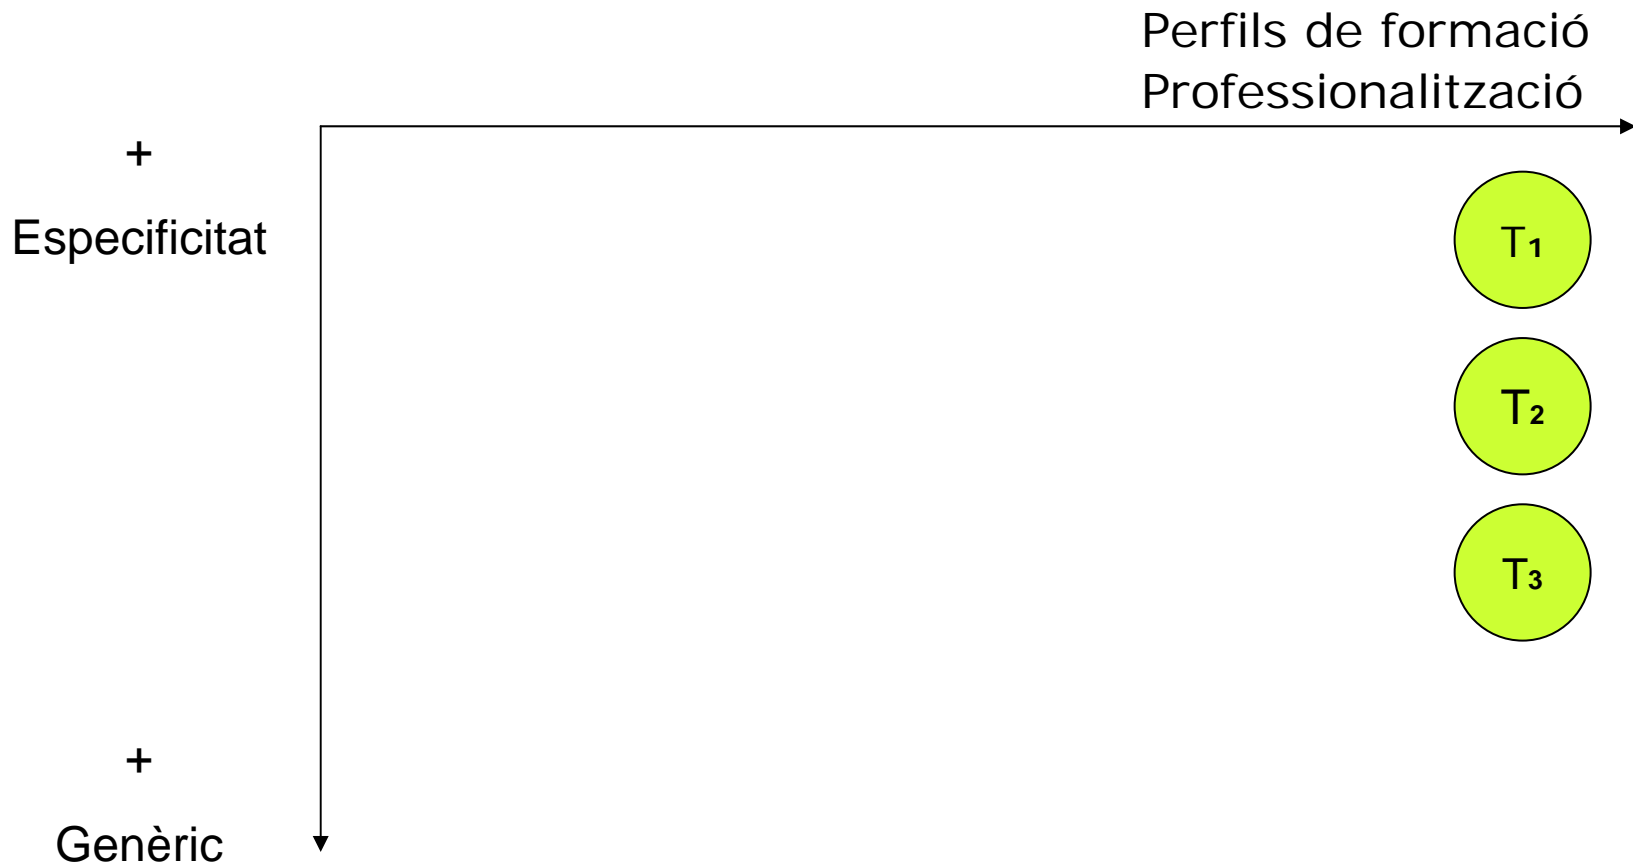 Perfils de formació
Professionalització
+
Especificitat
T1
T2
T3
+
Genèric